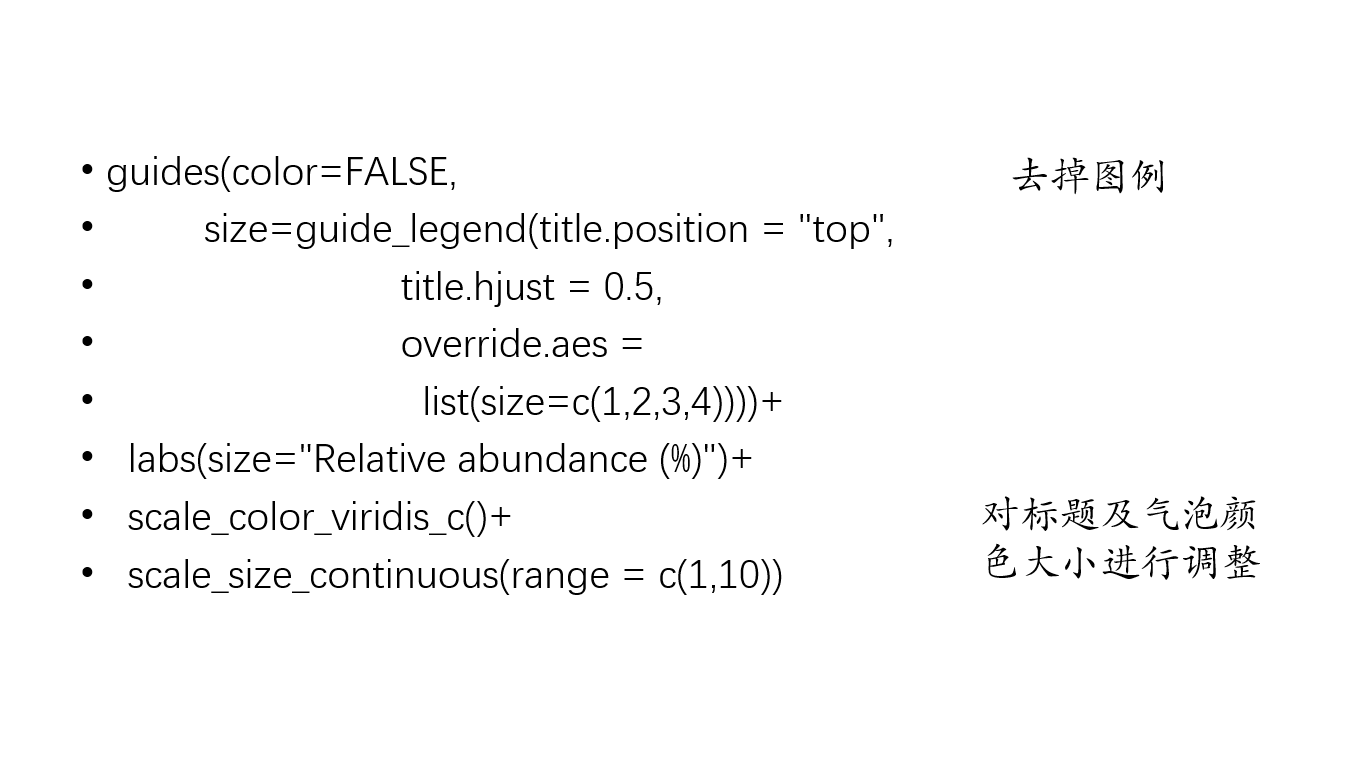 • guides(color=FALSE,
去掉图例
• size=guide_legend(title.position = "top",
• title.hjust = 0.5,
• override.aes =
• list(size=c(1,2,3,4))))+
• labs(size="Relative abundance (%)")+
• scale_color_viridis_c()+
• scale_size_continuous(range = c(1,10))
对标题及气泡颜
色大小进行调整